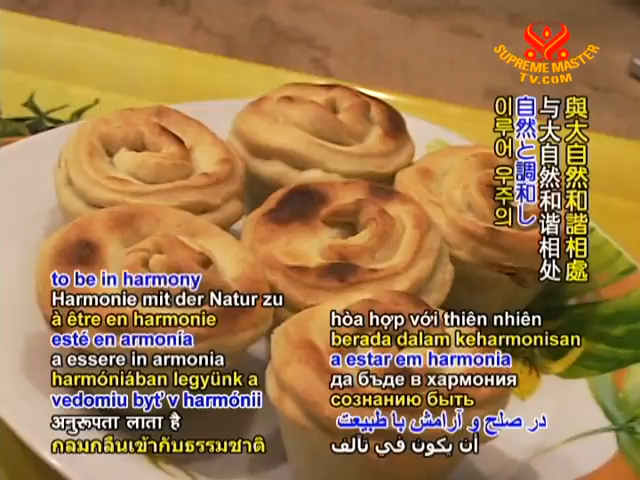 SUPREME MASTER
TV.COM
與大自然和諧相處
与大自然和谐相处
自然と調和し
이루어 우주의
to be in harmony
Harmonie mit der Natur zu
à être en harmonie
esté en armonía
a essere in armonia
harmóniában legyünk a
vedomiu byť v harmónii
अनुरूपता लाता है
กลมกลืนเข้ากับธรรมชาติ
hòa hợp với thiên nhiên
berada dalam keharmonisan
a estar em harmonia
да бъде в хармония
сознанию быть
در صلح و آرامش با طبیعت
أن يكون في تآلف